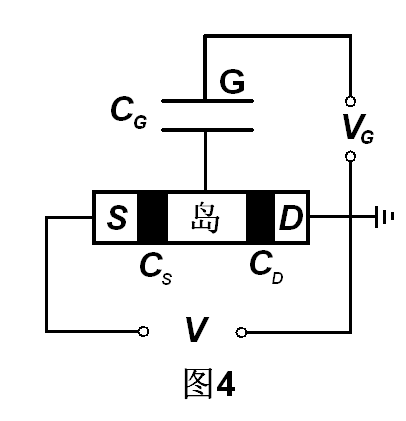 G
C_G
V_G
S 岛 D
C_S C_D
V
图4